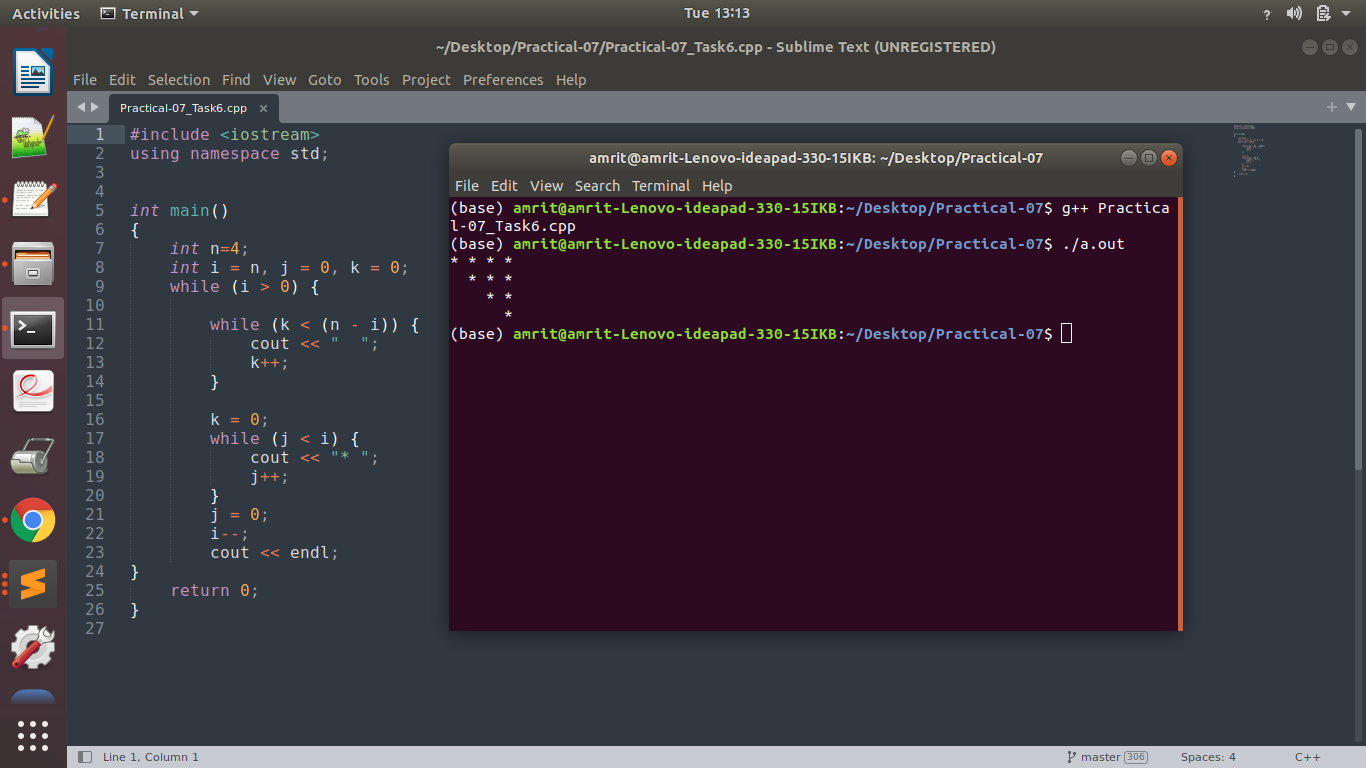 Activities Terminal Tue 13:13 ?
~/Desktop/Practical-07/Practical-07_Task6.cpp - Sublime Text (UNREGISTERED)
File Edit Selection Find View Goto Tools Project Preferences Help
Practical-07_Task6.cpp ×
1 #include <iostream>
2 using namespace std;
3
4
5 int main()
6 {
7     int n=4;
8     int i = n, j = 0, k = 0;
9     while (i > 0) {
10
11         while (k < (n - i)) {
12             cout << "  ";
13             k++;
14         }
15
16         k = 0;
17         while (j < i) {
18             cout << "* ";
19             j++;
20         }
21         j = 0;
22         i--;
23         cout << endl;
24 }
25     return 0;
26 }
27
amrit@amrit-Lenovo-ideapad-330-15IKB: ~/Desktop/Practical-07
File Edit View Search Terminal Help
(base) amrit@amrit-Lenovo-ideapad-330-15IKB:~/Desktop/Practical-07$ g++ Practica
l-07_Task6.cpp
(base) amrit@amrit-Lenovo-ideapad-330-15IKB:~/Desktop/Practical-07$ ./a.out
* * * *
  * * *
    * *
      *
(base) amrit@amrit-Lenovo-ideapad-330-15IKB:~/Desktop/Practical-07$
Line 1, Column 1 master 306 Spaces: 4 C++